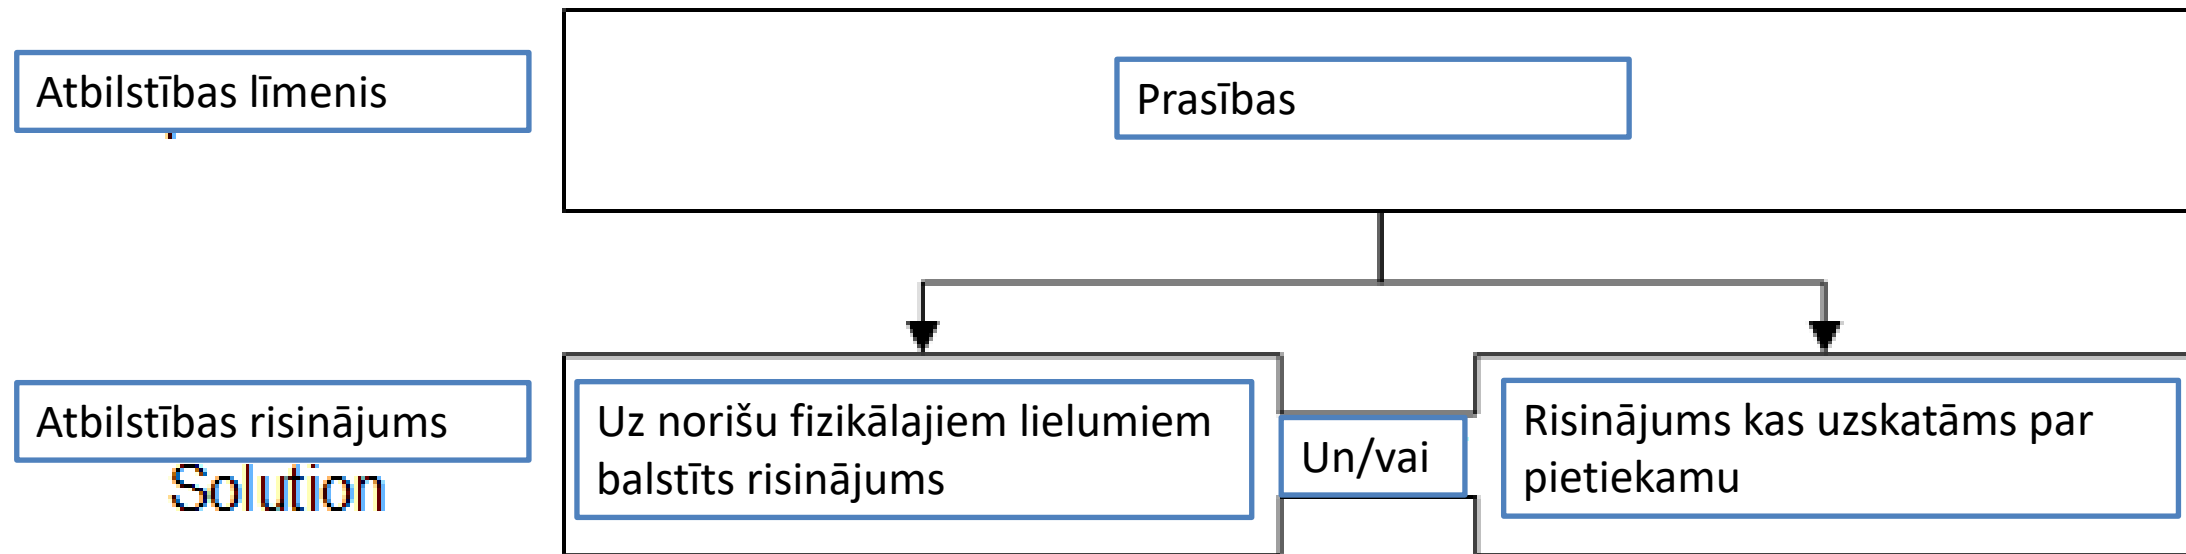 Atbilstības līmenis
Prasības
Atbilstības risinājums
Solution
Uz norišu fizikālajiem lielumiem
balstīts risinājums
Un/vai
Risinājums kas uzskatāms par
pietiekamu